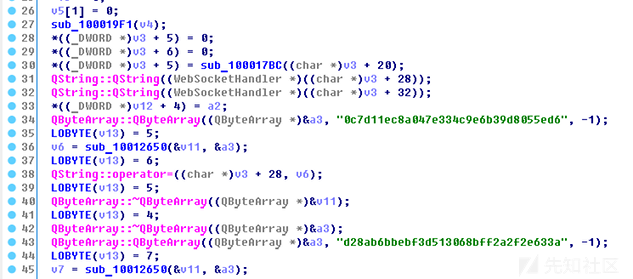 26 v5[1] = 0;
27 sub_100019F1(v4);
28 *((_DWORD *)v3 + 5) = 0;
29 *((_DWORD *)v3 + 6) = 0;
30 *((_DWORD *)v3 + 5) = sub_100017BC((char *)v3 + 20);
31 QString::QString((WebSocketHandler *)((char *)v3 + 28));
32 QString::QString((WebSocketHandler *)((char *)v3 + 32));
33 *((_DWORD *)v12 + 4) = a2;
34 QByteArray::QByteArray((QByteArray *)&a3, "0c7d11ec8a047e334c9e6b39d8055ed6", -1);
35 LOBYTE(v13) = 5;
36 v6 = sub_10012650(&v11, &a3);
37 LOBYTE(v13) = 6;
38 QString::operator=((char *)v3 + 28, v6);
39 LOBYTE(v13) = 5;
40 QByteArray::~QByteArray((QByteArray *)&v11);
41 LOBYTE(v13) = 4;
42 QByteArray::~QByteArray((QByteArray *)&a3);
43 QByteArray::QByteArray((QByteArray *)&a3, "d28ab6bbebf3d513068bff2a2f2e633a", -1);
44 LOBYTE(v13) = 7;
45 v7 = sub_10012650(&v11, &a3);
先知社区